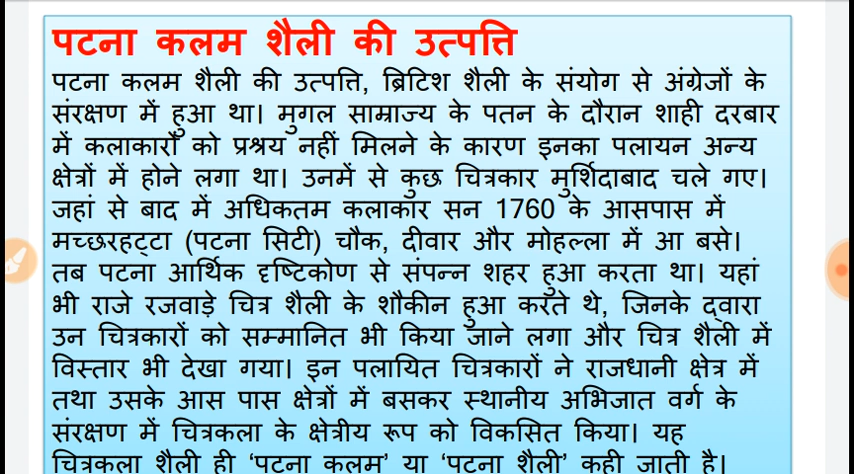 पटना कलम शैली की उत्पत्ति
पटना कलम शैली की उत्पत्ति, ब्रिटिश शैली के संयोग से अंग्रेजों के
संरक्षण में हुआ था। मुगल साम्राज्य के पतन के दौरान शाही दरबार
में कलाकारों को प्रश्रय नहीं मिलने के कारण इनका पलायन अन्य
क्षेत्रों में होने लगा था। उनमें से कुछ चित्रकार मुर्शिदाबाद चले गए।
जहां से बाद में अधिकतम कलाकार सन 1760 के आसपास में
मच्छरहट्टा (पटना सिटी) चौक, दीवार और मोहल्ला में आ बसे।
तब पटना आर्थिक दृष्टिकोण से संपन्न शहर हुआ करता था। यहां
भी राजे रजवाड़े चित्र शैली के शौकीन हुआ करते थे, जिनके द्वारा
उन चित्रकारों को सम्मानित भी किया जाने लगा और चित्र शैली में
विस्तार भी देखा गया। इन पलायित चित्रकारों ने राजधानी क्षेत्र में
तथा उसके आस पास क्षेत्रों में बसकर स्थानीय अभिजात वर्ग के
संरक्षण में चित्रकला के क्षेत्रीय रूप को विकसित किया। यह
चित्रकला शैली ही 'पटना कलम' या 'पटना शैली' कही जाती है।